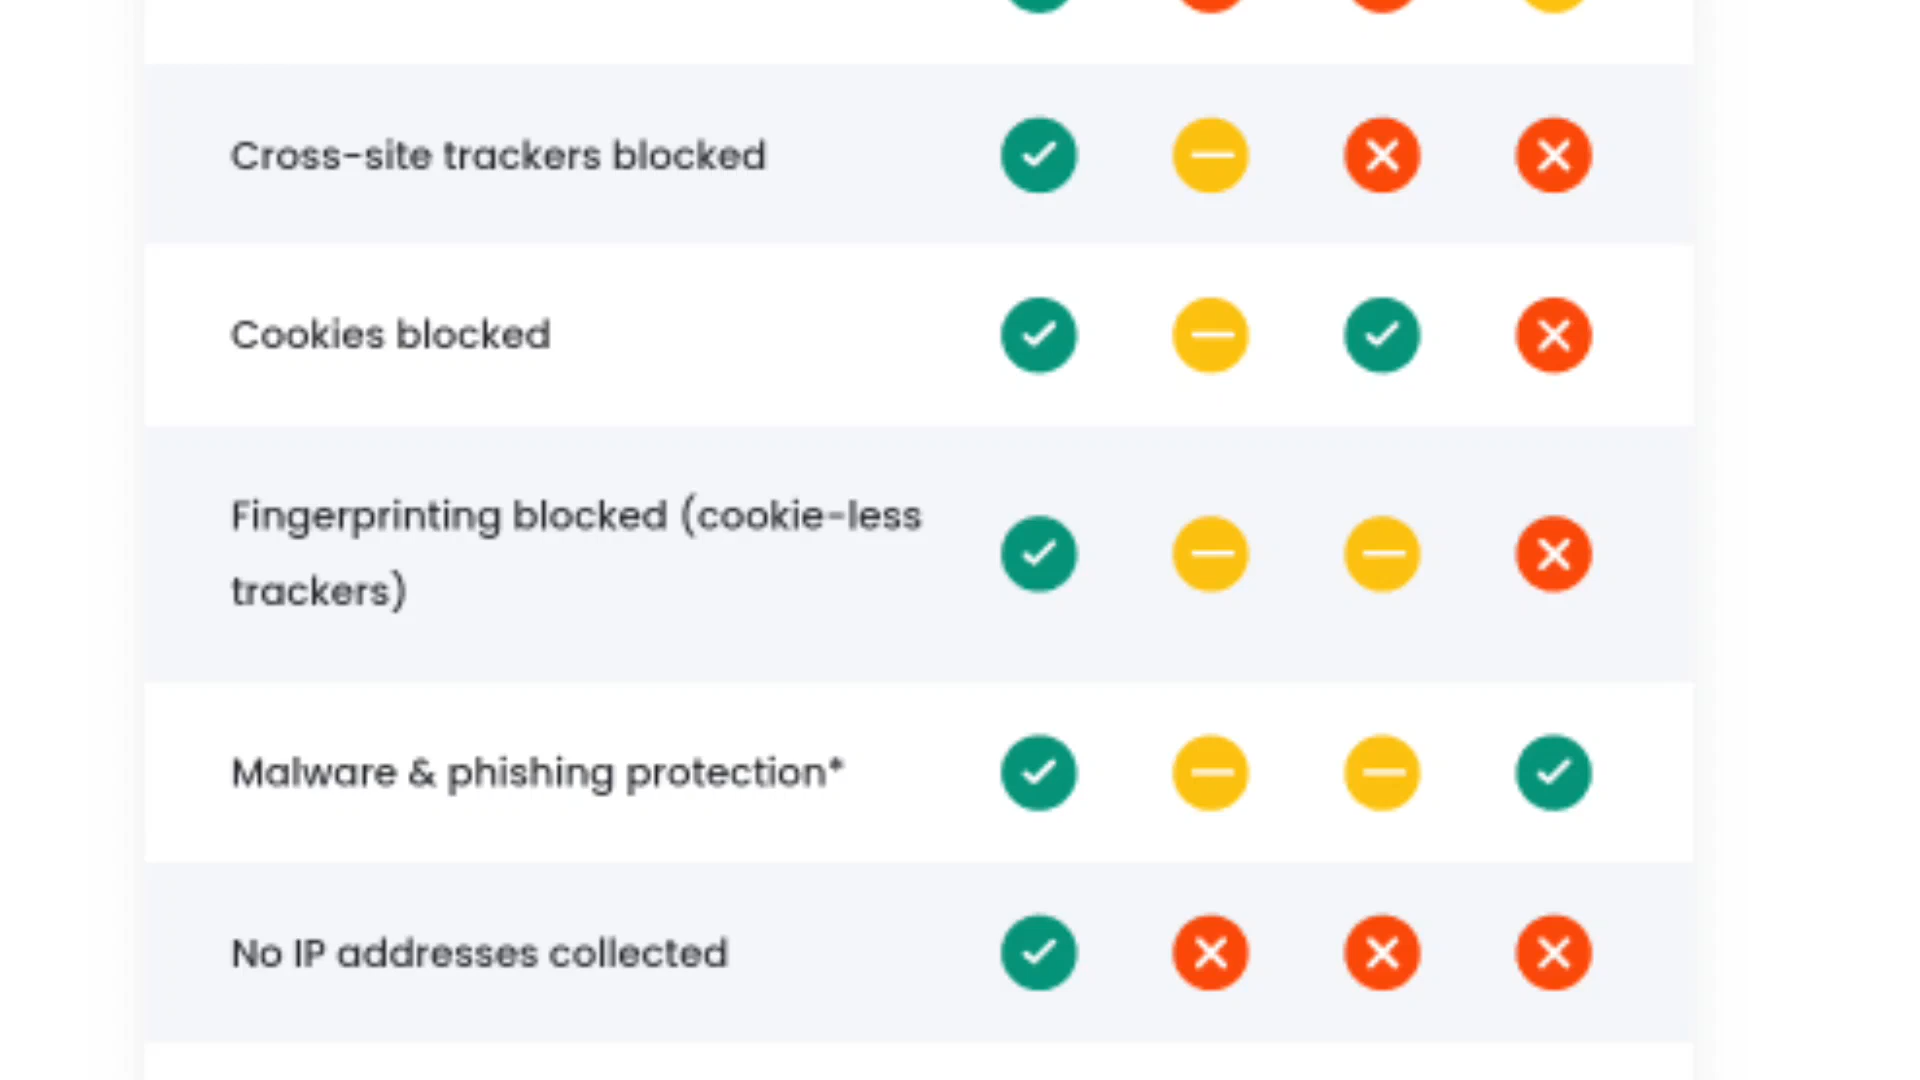 Cross-site trackers blocked
Cookies blocked
Fingerprinting blocked (cookie-less
trackers)
Malware & phishing protection*
No IP addresses collected